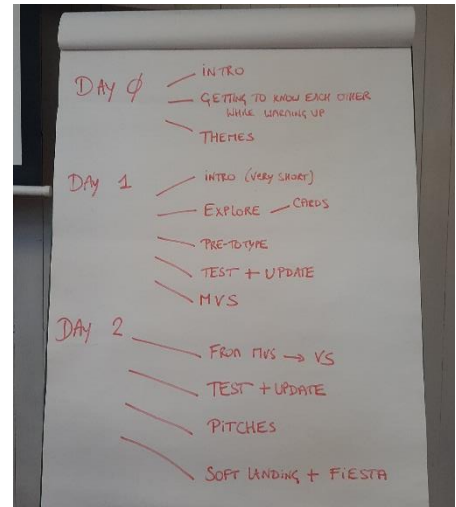 DAY 0
INTRO
GETTING TO KNOW EACH OTHER
WHILE WARMING UP
THEMES
DAY 1
INTRO (VERY SHORT)
EXPLORE — CARDS
PRE-TOTYPE
TEST + UPDATE
MVS
DAY 2
FROM MVS → VS
TEST + UPDATE
PITCHES
SOFT LANDING + FIESTA